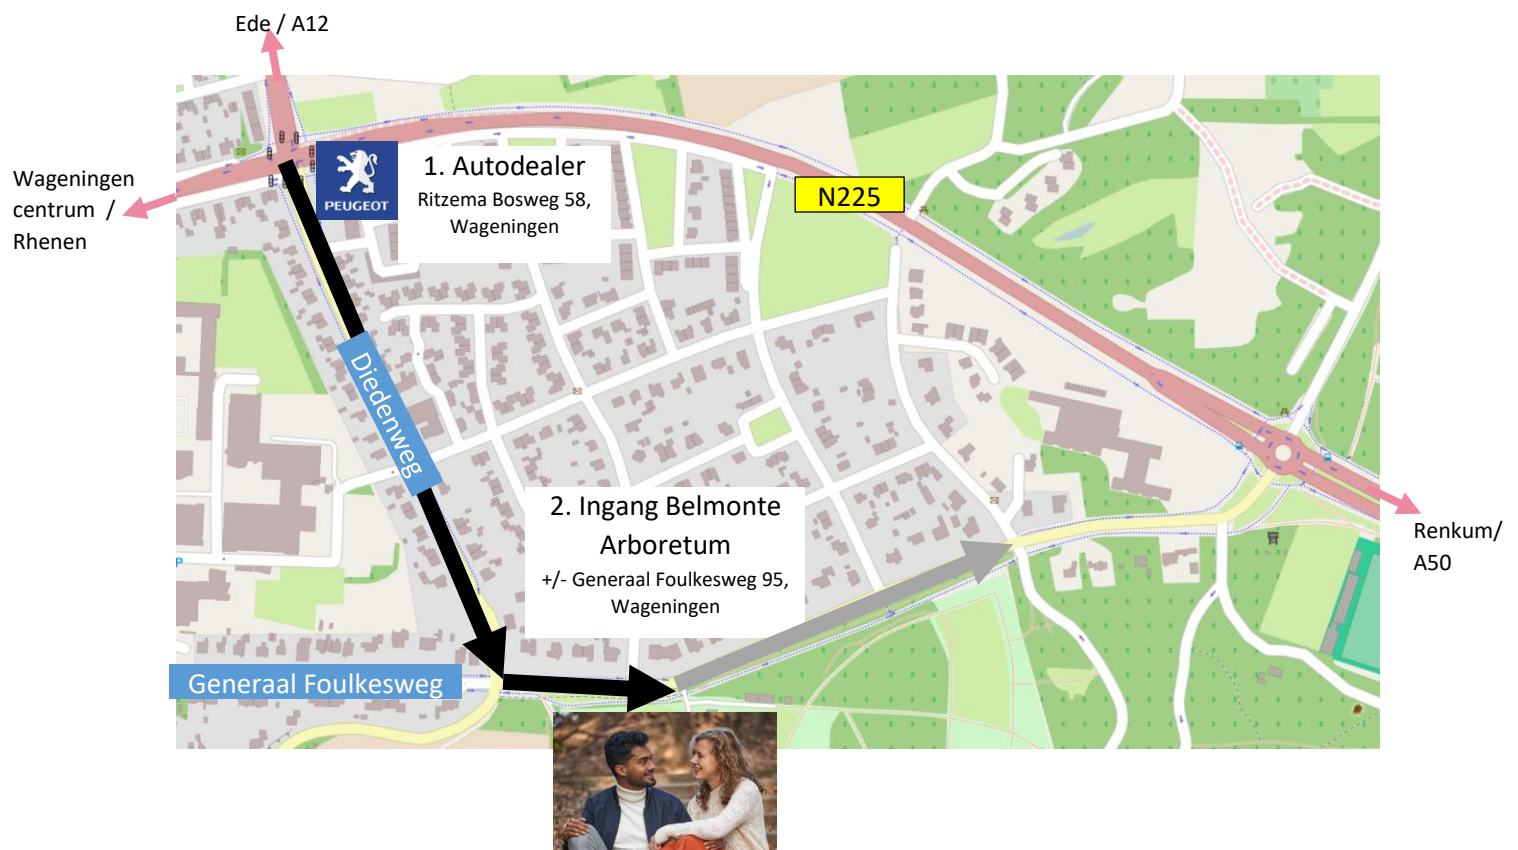 Ede / A12
Wageningen
centrum /
Rhenen
PEUGEOT
1. Autodealer
Ritzema Bosweg 58,
Wageningen
N225
Diedenweg
2. Ingang Belmonte
Arboretum
+/- Generaal Foulkesweg 95,
Wageningen
Renkum/
A50
Generaal Foulkesweg
P